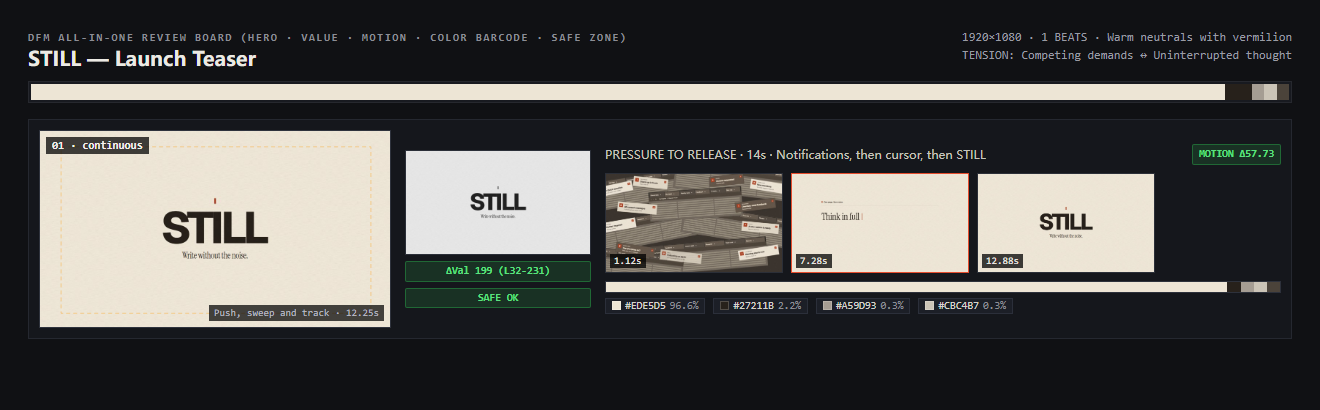 DFM ALL-IN-ONE REVIEW BOARD (HERO · VALUE · MOTION · COLOR BARCODE · SAFE ZONE)
STILL — Launch Teaser
1920×1080 · 1 BEATS · Warm neutrals with vermilion
TENSION: Competing demands ↔ Uninterrupted thought
01 · continuous
STILL
Write without the noise.
Push, sweep and track · 12.25s
STILL
Write without the noise.
ΔVal 199 (L32-231)
SAFE OK
PRESSURE TO RELEASE · 14s · Notifications, then cursor, then STILL
MOTION Δ57.73
1.12s
Think in full
7.28s
STILL
Write without the noise.
12.88s
#EDE5D5 96.6%
#27211B 2.2%
#A59D93 0.3%
#CBC4B7 0.3%